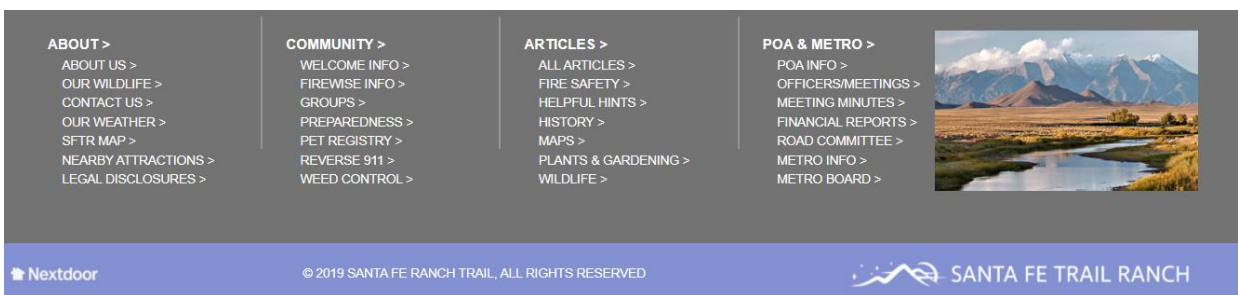 ABOUT >
ABOUT US >
OUR WILDLIFE >
CONTACT US >
OUR WEATHER >
SFTR MAP >
NEARBY ATTRACTIONS >
LEGAL DISCLOSURES >
COMMUNITY >
WELCOME INFO >
FIREWISE INFO >
GROUPS >
PREPAREDNESS >
PET REGISTRY >
REVERSE 911 >
WEED CONTROL >
ARTICLES >
ALL ARTICLES >
FIRE SAFETY >
HELPFUL HINTS >
HISTORY >
MAPS >
PLANTS & GARDENING >
WILDLIFE >
POA & METRO >
POA INFO >
OFFICERS/MEETINGS >
MEETING MINUTES >
FINANCIAL REPORTS >
ROAD COMMITTEE >
METRO INFO >
METRO BOARD >
Nextdoor
© 2019 SANTA FE RANCH TRAIL, ALL RIGHTS RESERVED
SANTA FE TRAIL RANCH